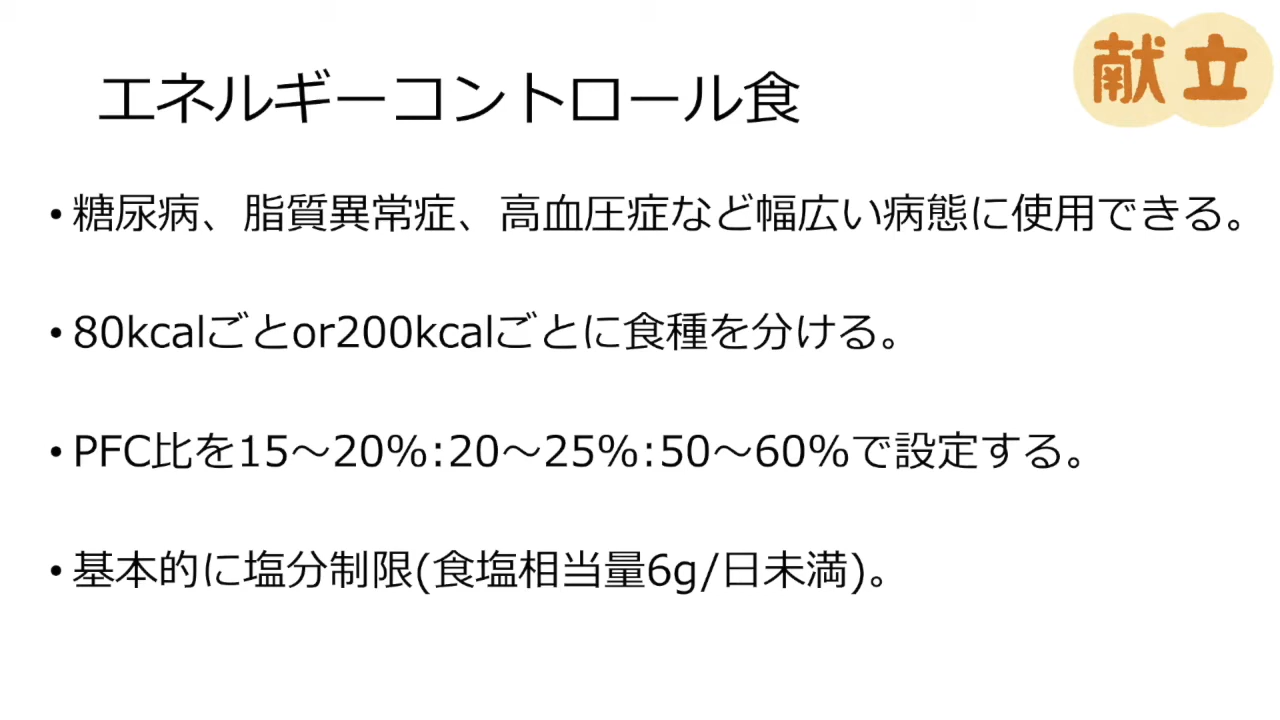 献立
エネルギーコントロール食
• 糖尿病、脂質異常症、高血圧症など幅広い病態に使用できる。
• 80kcalごとor200kcalごとに食種を分ける。
• PFC比を15～20%:20～25%:50～60%で設定する。
• 基本的に塩分制限(食塩相当量6g/日未満)。